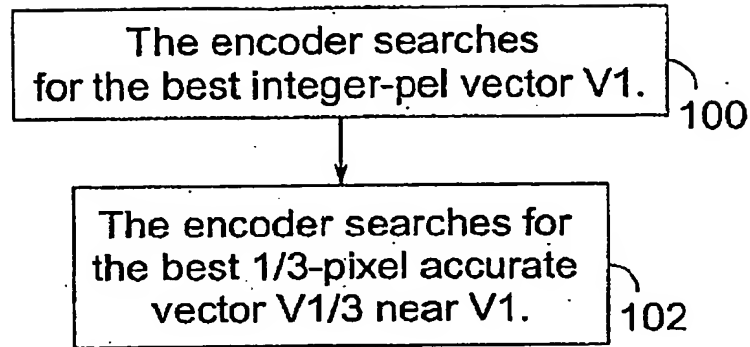 The encoder searches
for the best integer-pel vector V1.
100
The encoder searches for
the best 1/3-pixel accurate
vector V1/3 near V1.
102